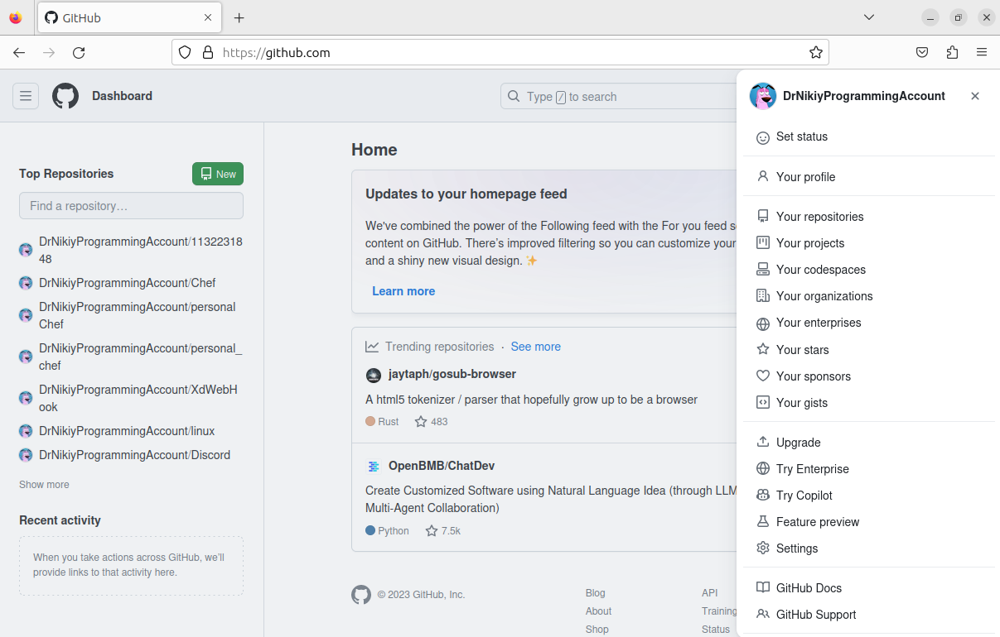 GitHub
https://github.com
Dashboard
Type / to search
Top Repositories
New
Find a repository…
DrNikiyProgrammingAccount/11322318
48
DrNikiyProgrammingAccount/Chef
DrNikiyProgrammingAccount/personal
Chef
DrNikiyProgrammingAccount/personal_
chef
DrNikiyProgrammingAccount/XdWebH
ook
DrNikiyProgrammingAccount/linux
DrNikiyProgrammingAccount/Discord
Show more
Recent activity
When you take actions across GitHub, we'll
provide links to that activity here.
Home
Updates to your homepage feed
We've combined the power of the Following feed with the For you feed s
content on GitHub. There's improved filtering so you can customize your
and a shiny new visual design. ✨
Learn more
Trending repositories · See more
jaytaph/gosub-browser
A html5 tokenizer / parser that hopefully grow up to be a browser
Rust 483
OpenBMB/ChatDev
Create Customized Software using Natural Language Idea (through LLM
Multi-Agent Collaboration)
Python 7.5k
© 2023 GitHub, Inc.
Blog
About
Shop
API
Training
Status
DrNikiyProgrammingAccount
Set status
Your profile
Your repositories
Your projects
Your codespaces
Your organizations
Your enterprises
Your stars
Your sponsors
Your gists
Upgrade
Try Enterprise
Try Copilot
Feature preview
Settings
GitHub Docs
GitHub Support